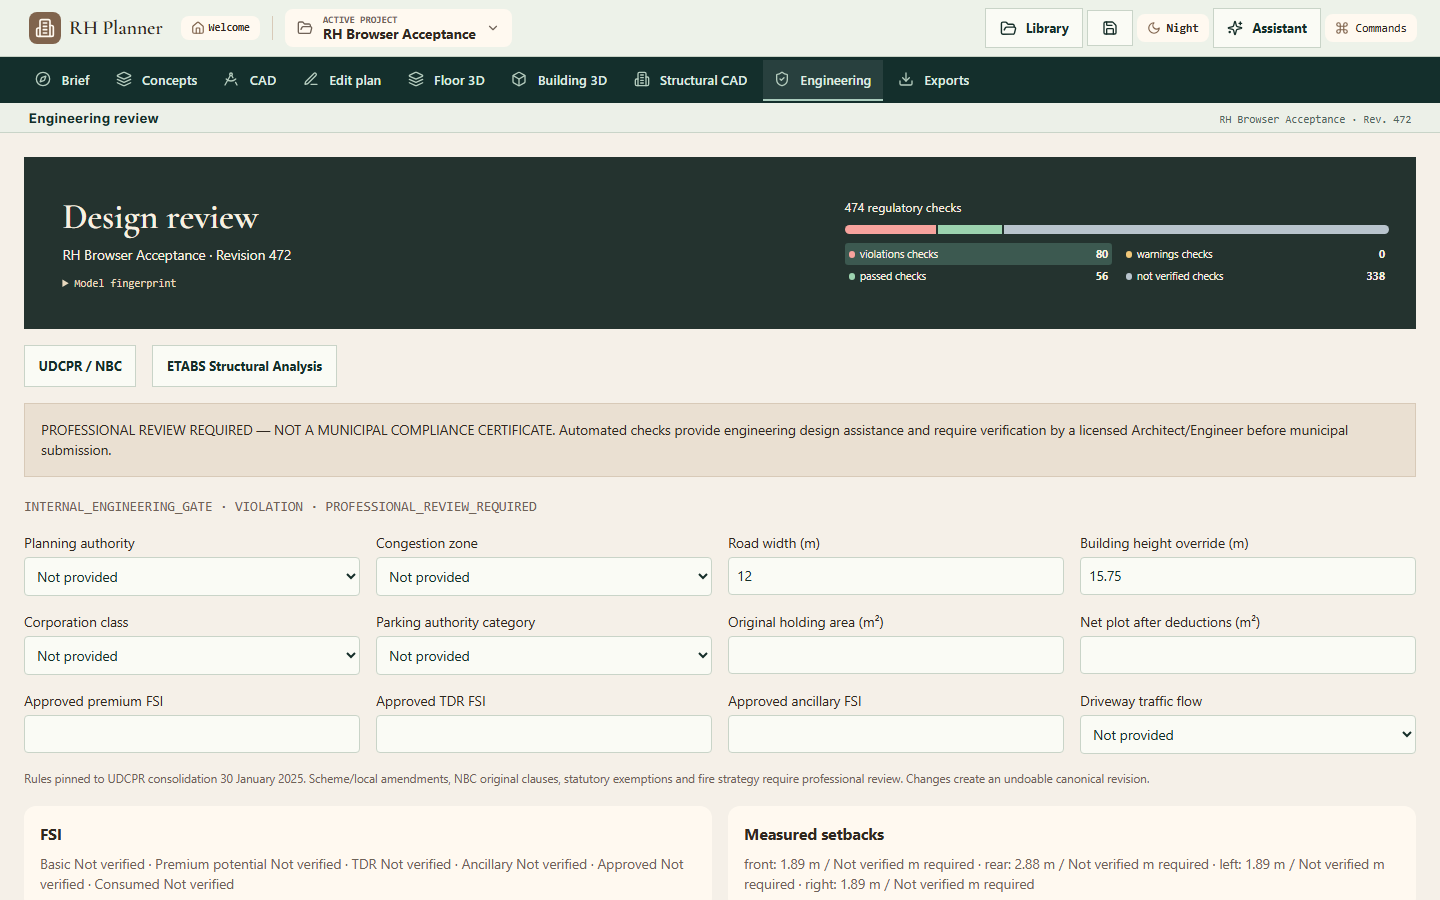 RH Planner
Welcome
ACTIVE PROJECT
RH Browser Acceptance
Library
Night
Assistant
Commands
Brief
Concepts
CAD
Edit plan
Floor 3D
Building 3D
Structural CAD
Engineering
Exports
Engineering review
RH Browser Acceptance · Rev. 472
Design review
RH Browser Acceptance · Revision 472
Model fingerprint
474 regulatory checks
violations checks 80
warnings checks 0
passed checks 56
not verified checks 338
UDCPR / NBC
ETABS Structural Analysis
PROFESSIONAL REVIEW REQUIRED — NOT A MUNICIPAL COMPLIANCE CERTIFICATE. Automated checks provide engineering design assistance and require verification by a licensed Architect/Engineer before municipal
submission.
INTERNAL_ENGINEERING_GATE · VIOLATION · PROFESSIONAL_REVIEW_REQUIRED
Planning authority
Not provided
Congestion zone
Not provided
Road width (m)
12
Building height override (m)
15.75
Corporation class
Not provided
Parking authority category
Not provided
Original holding area (m²)
Net plot after deductions (m²)
Approved premium FSI
Approved TDR FSI
Approved ancillary FSI
Driveway traffic flow
Not provided
Rules pinned to UDCPR consolidation 30 January 2025. Scheme/local amendments, NBC original clauses, statutory exemptions and fire strategy require professional review. Changes create an undoable canonical revision.
FSI
Basic Not verified · Premium potential Not verified · TDR Not verified · Ancillary Not verified · Approved Not
verified · Consumed Not verified
Measured setbacks
front: 1.89 m / Not verified m required · rear: 2.88 m / Not verified m required · left: 1.89 m / Not verified m
required · right: 1.89 m / Not verified m required